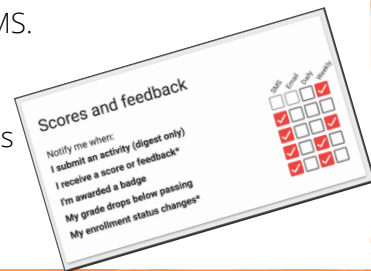 MS.
s
Scores and feedback
SMS Email Daily Weekly
Notify me when:
I submit an activity (digest only)
I receive a score or feedback*
I'm awarded a badge
My grade drops below passing
My enrollment status changes*